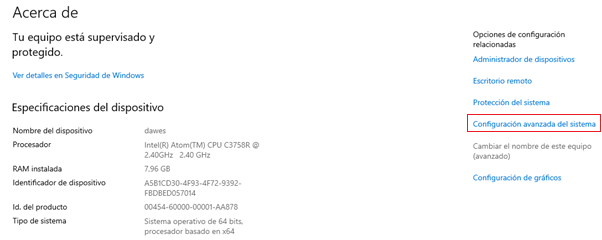 Acerca de
Tu equipo está supervisado y
protegido.
Ver detalles en Seguridad de Windows
Especificaciones del dispositivo
Nombre del dispositivo dawes
Procesador Intel(R) Atom(TM) CPU C3758R @
2.40GHz 2.40 GHz
RAM instalada 7,96 GB
Identificador de dispositivo A5B1CD30-4F93-4F72-9392-
FBDBED057014
Id. del producto 00454-60000-00001-AA878
Tipo de sistema Sistema operativo de 64 bits,
procesador basado en x64
Opciones de configuración
relacionadas
Administrador de dispositivos
Escritorio remoto
Protección del sistema
Configuración avanzada del sistema
Cambiar el nombre de este equipo
(avanzado)
Configuración de gráficos